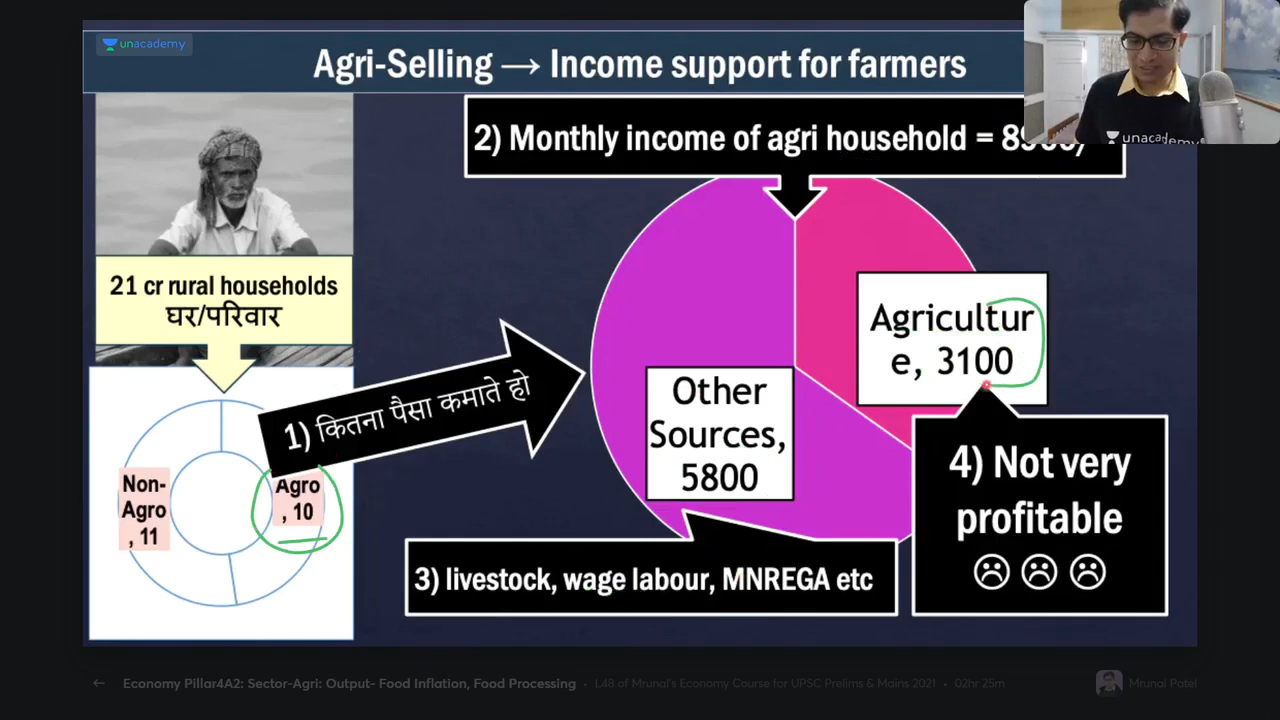 unacademy
Agri-Selling → Income support for farmers
2) Monthly income of agri household =
21 cr rural households
घर/परिवार
1) कितना पैसा कमाते हो
Agricultur
e, 3100
Other
Sources,
5800
Non-
Agro
, 11
Agro
, 10
4) Not very
profitable
☹ ☹ ☹
3) livestock, wage labour, MNREGA etc
← Economy Pillar4A2: Sector-Agri: Output- Food Inflation, Food Processing • L48 of Mrunal's Economy Course for UPSC Prelims & Mains 2021 • 02hr 25m
Mrunal Patel